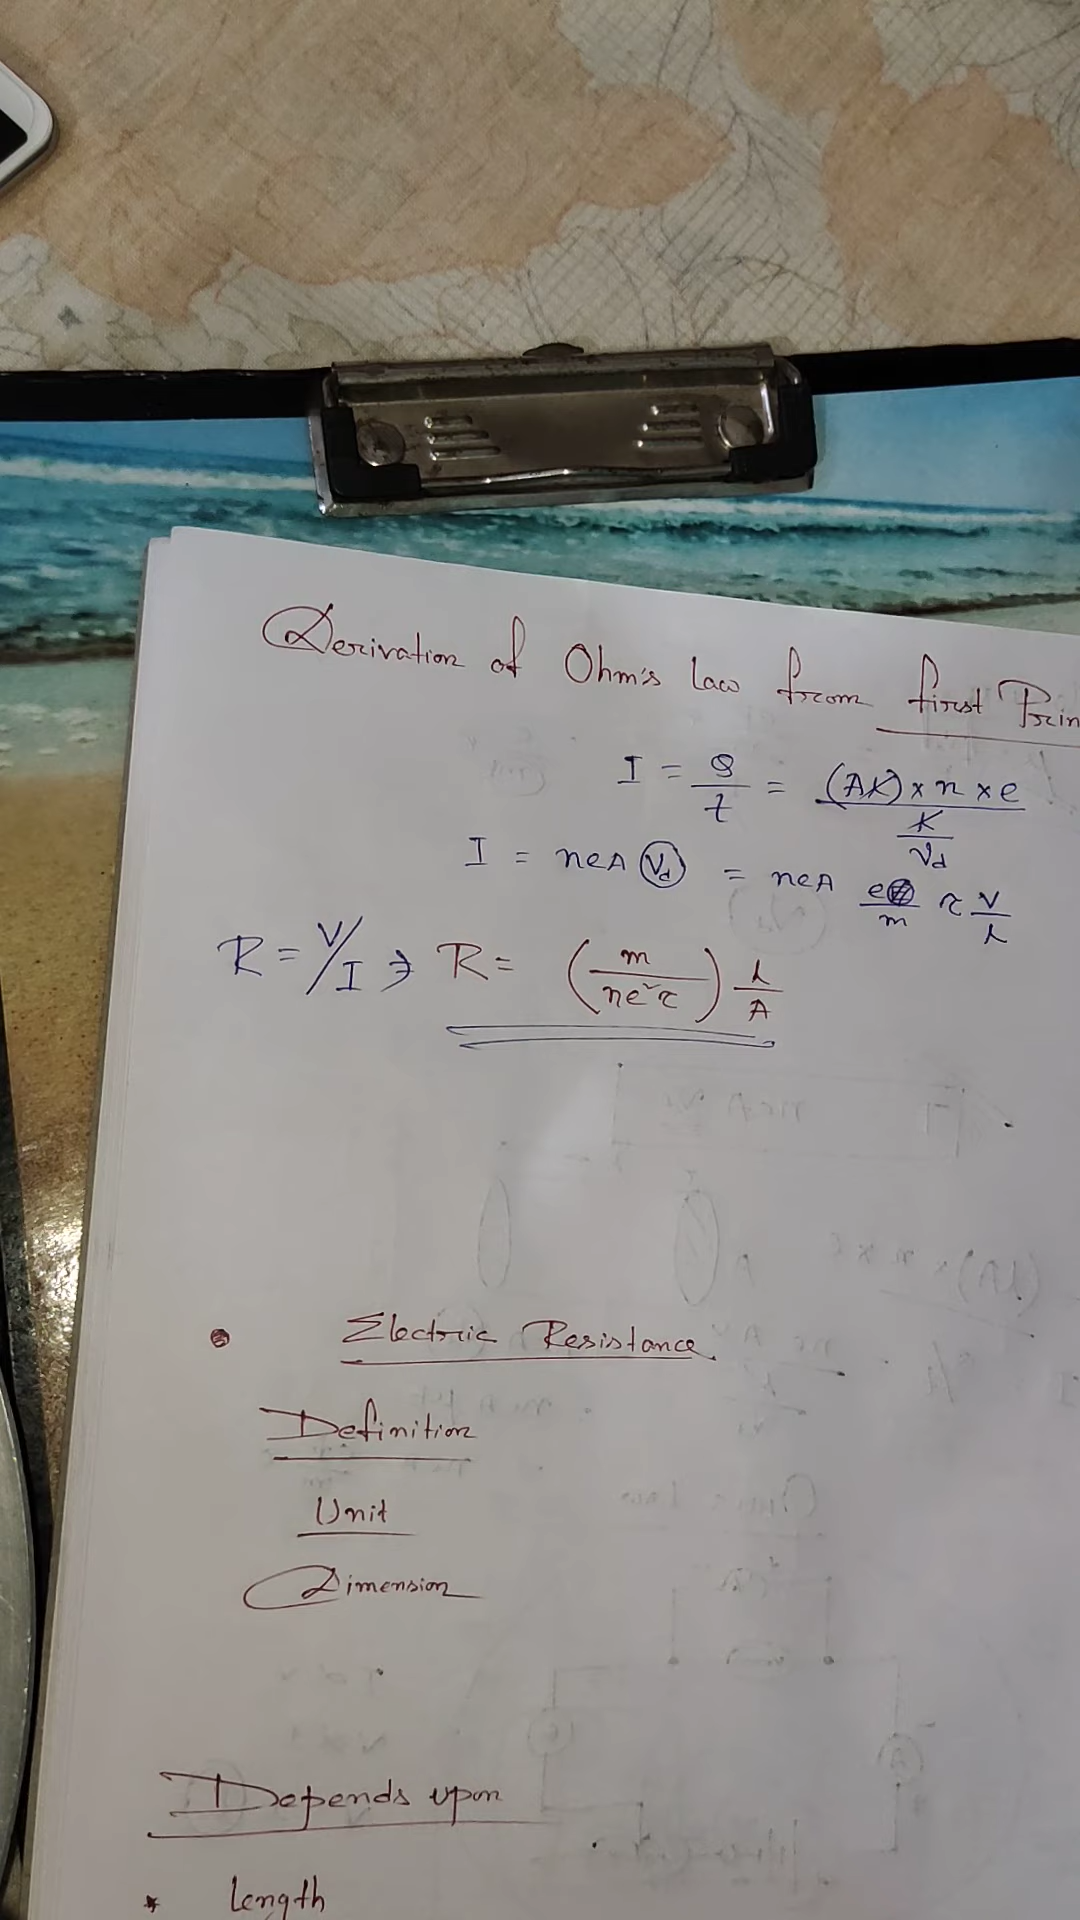 Derivation of Ohm's Law from first Prin
I = Q/t = (Al) x n x e / (l/Vd)
I = neA Vd = neA e/m τ V/l
R = V/I ⇒ R = (m/ne²τ) l/A
• Electric Resistance
Definition
Unit
Dimension
Depends upon
* Length